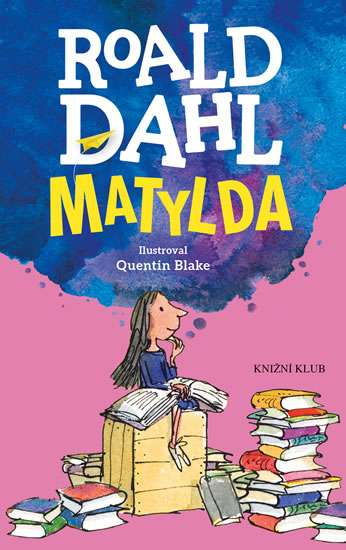 ROALD
DAHL
MATYLDA
Ilustroval
Quentin Blake
KNIŽNÍ KLUB